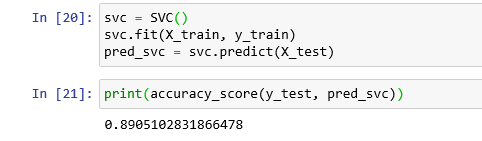 In [20]: svc = SVC()
svc.fit(X_train, y_train)
pred_svc = svc.predict(X_test)
In [21]: print(accuracy_score(y_test, pred_svc))
0.8905102831866478